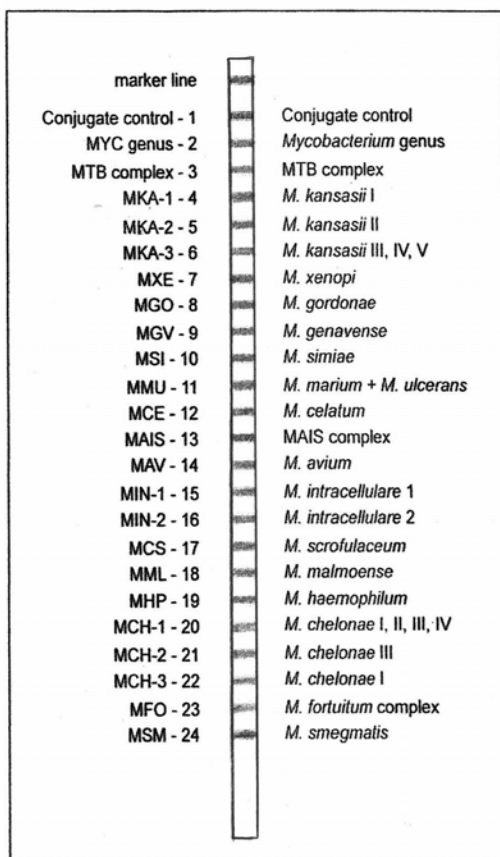 marker line
Conjugate control - 1 Conjugate control
MYC genus - 2 Mycobacterium genus
MTB complex - 3 MTB complex
MKA-1 - 4 M. kansasii I
MKA-2 - 5 M. kansasii II
MKA-3 - 6 M. kansasii III, IV, V
MXE - 7 M. xenopi
MGO - 8 M. gordonae
MGV - 9 M. genavense
MSI - 10 M. simiae
MMU - 11 M. marium + M. ulcerans
MCE - 12 M. celatum
MAIS - 13 MAIS complex
MAV - 14 M. avium
MIN-1 - 15 M. intracellulare 1
MIN-2 - 16 M. intracellulare 2
MCS - 17 M. scrofulaceum
MML - 18 M. malmoense
MHP - 19 M. haemophilum
MCH-1 - 20 M. chelonae I, II, III, IV
MCH-2 - 21 M. chelonae III
MCH-3 - 22 M. chelonae I
MFO - 23 M. fortuitum complex
MSM - 24 M. smegmatis